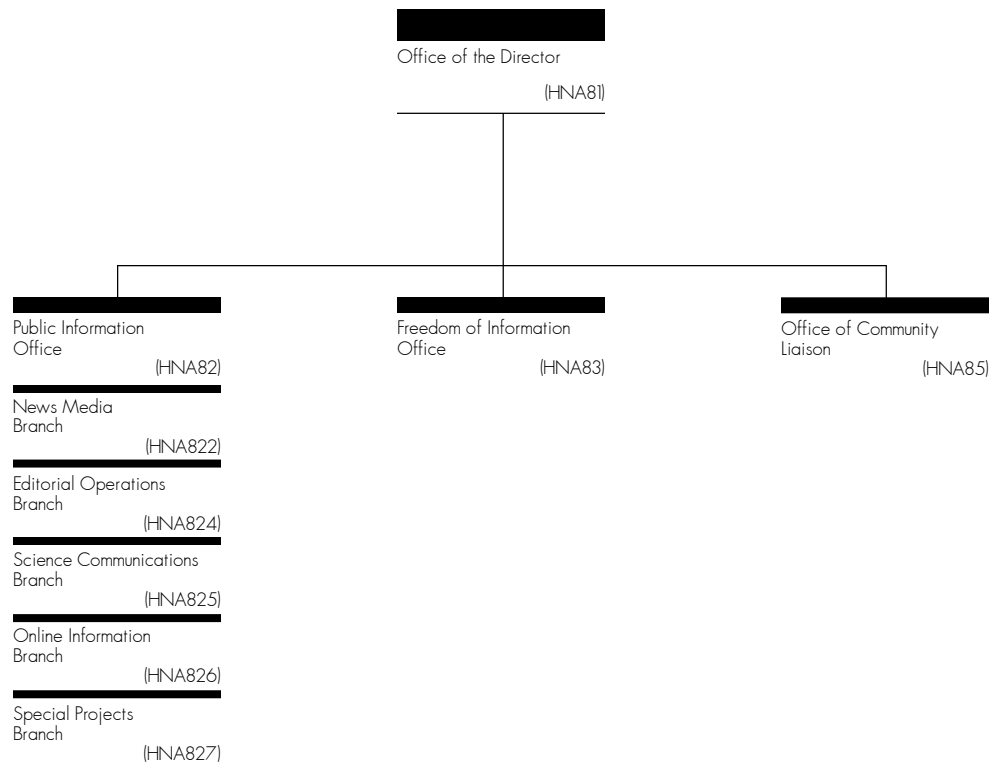 Office of the Director
(HNA81)
Public Information
Office
(HNA82)
News Media
Branch
(HNA822)
Editorial Operations
Branch
(HNA824)
Science Communications
Branch
(HNA825)
Online Information
Branch
(HNA826)
Special Projects
Branch
(HNA827)
Freedom of Information
Office
(HNA83)
Office of Community
Liaison
(HNA85)